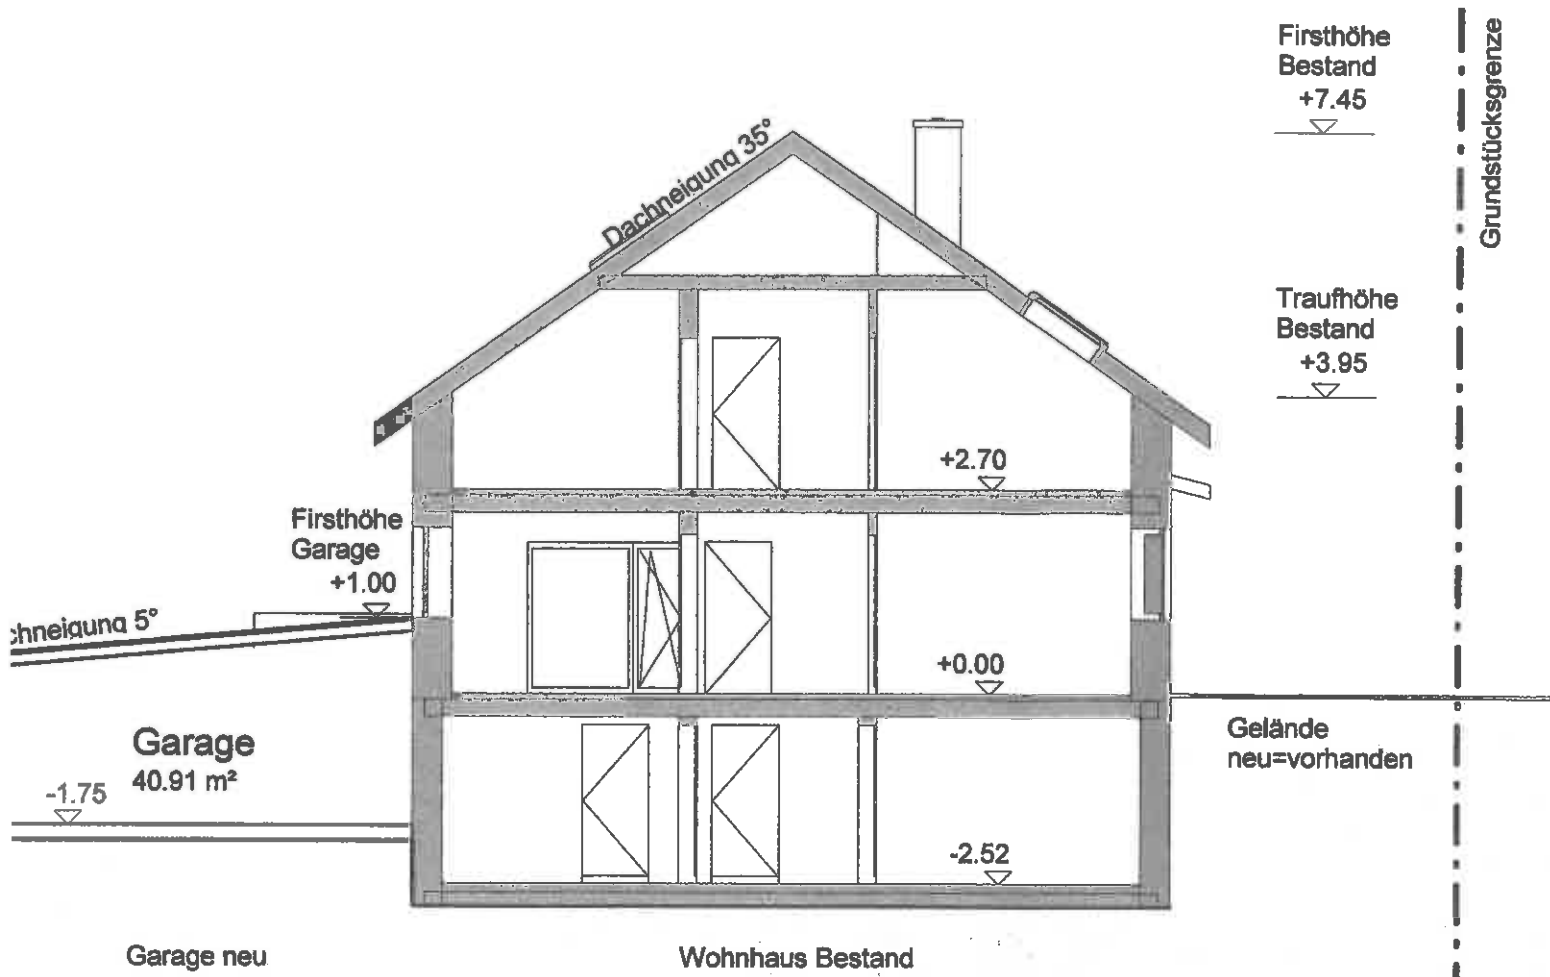 Firsthöhe
Bestand
+7.45
Grundstücksgrenze
Dachneigung 35°
Traufhöhe
Bestand
+3.95
+2.70
Firsthöhe
Garage
+1.00
chneigung 5°
+0.00
Gelände
neu=vorhanden
Garage
40.91 m²
-1.75
-2.52
Garage neu
Wohnhaus Bestand